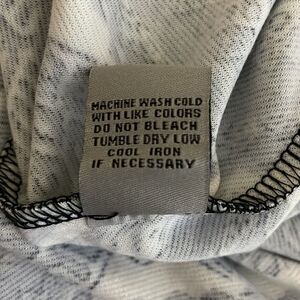 MACHINE WASH COLD
WITH LIKE COLORS
DO NOT BLEACH
TUMBLE DRY LOW
COOL IRON
IF NECESSARY